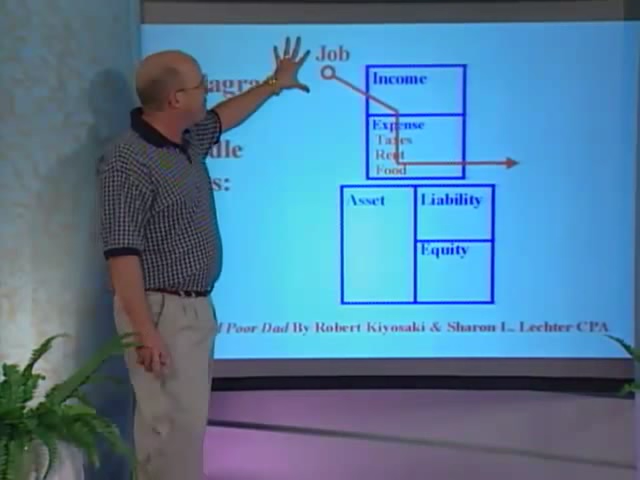 Job
Income
Expense
Taxes
Rent
Food
Asset Liability
Equity
Poor Dad By Robert Kiyosaki & Sharon L. Lechter CPA